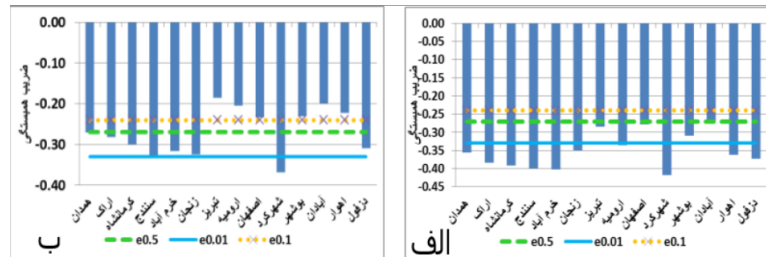 0.00
-0.05
-0.10
-0.15
-0.20
-0.25
-0.30
-0.35
-0.40
-0.45
ضریب همبستگی
همدان
اراک
کرمانشاه
سنندج
خرم آباد
زنجان
تبریز
ارومیه
اصفهان
شهرکرد
بوشهر
آبادان
اهواز
دزفول
e0.5 e0.01 e0.1
الف
0.00
-0.10
-0.20
-0.30
-0.40
ضریب همبستگی
همدان
اراک
کرمانشاه
سنندج
خرم آباد
زنجان
تبریز
ارومیه
اصفهان
شهرکرد
بوشهر
آبادان
اهواز
دزفول
e0.5 e0.01 e0.1
ب